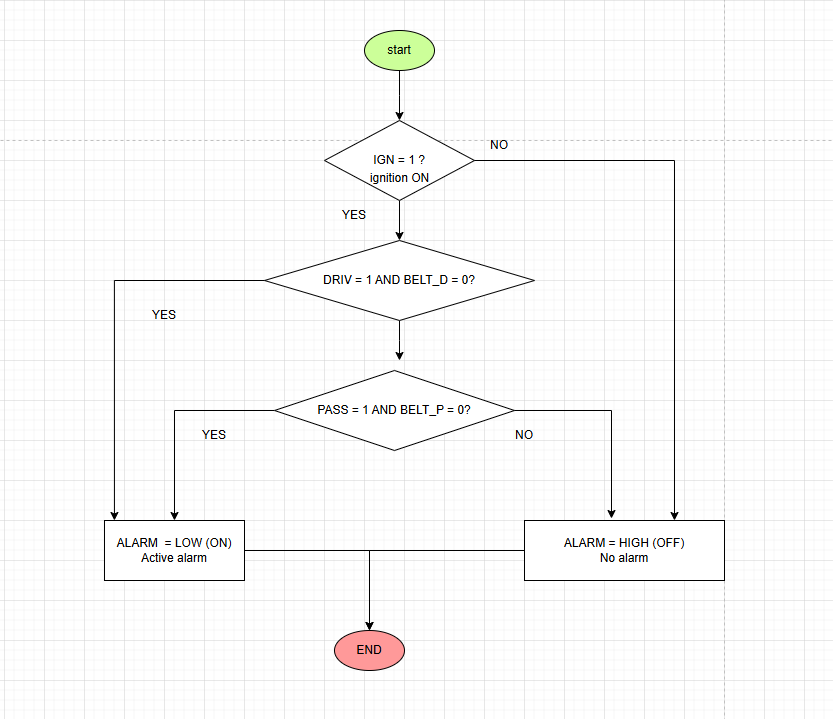 start
NO
IGN = 1 ?
ignition ON
YES
DRIV = 1 AND BELT_D = 0?
YES
PASS = 1 AND BELT_P = 0?
YES
NO
ALARM  = LOW (ON)
Active alarm
ALARM = HIGH (OFF)
No alarm
END